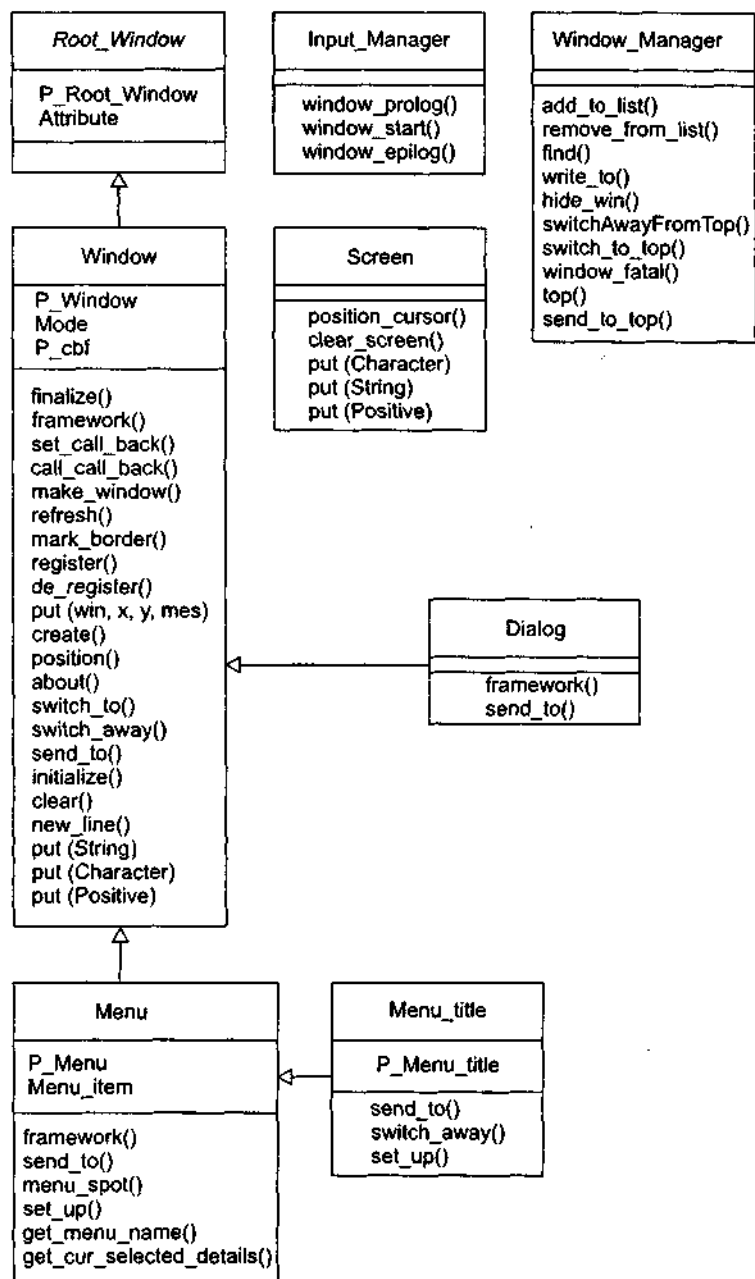 Root_Window
P_Root_Window
Attribute
Input_Manager
window_prolog()
window_start()
window_epilog()
Window_Manager
add_to_list()
remove_from_list()
find()
write_to()
hide_win()
switchAwayFromTop()
switch_to_top()
window_fatal()
top()
send_to_top()
Window
P_Window
Mode
P_cbf
finalize()
framework()
set_call_back()
call_call_back()
make_window()
refresh()
mark_border()
register()
de_register()
put (win, x, y, mes)
create()
position()
about()
switch_to()
switch_away()
send_to()
initialize()
clear()
new_line()
put (String)
put (Character)
put (Positive)
Screen
position_cursor()
clear_screen()
put (Character)
put (String)
put (Positive)
Dialog
framework()
send_to()
Menu
P_Menu
Menu_item
framework()
send_to()
menu_spot()
set_up()
get_menu_name()
get_cur_selected_details()
Menu_title
P_Menu_title
send_to()
switch_away()
set_up()